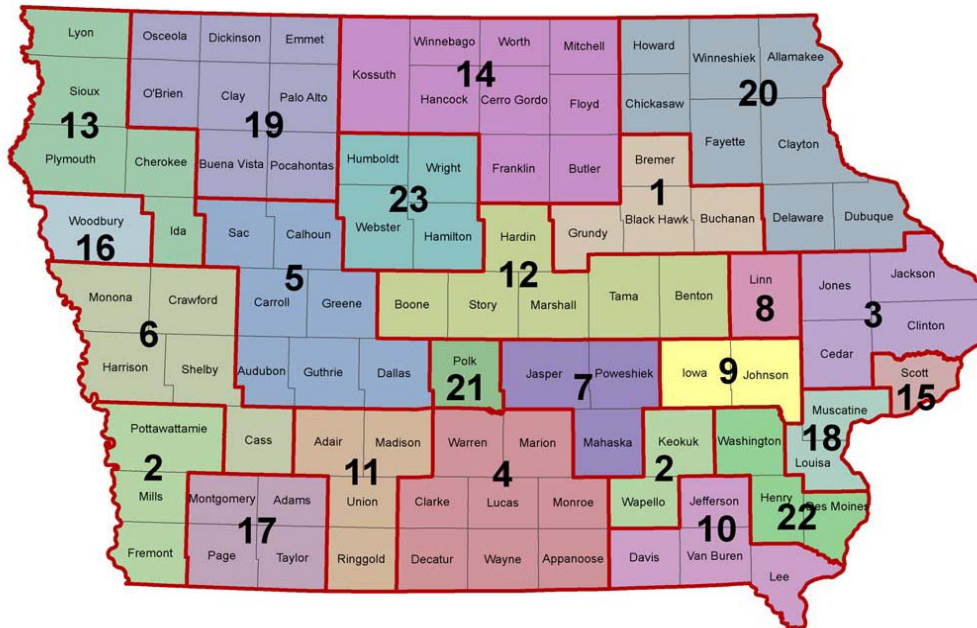 Lyon
Osceola
Dickinson
Emmet
Winnebago
Worth
Mitchell
Howard
Winneshiek
Allamakee
Kossuth
14
Sioux
O'Brien
Clay
Palo Alto
Hancock
Cerro Gordo
Floyd
Chickasaw
20
13
19
Fayette
Clayton
Plymouth
Cherokee
Buena Vista
Pocahontas
Humboldt
Wright
Franklin
Butler
Bremer
23
1
Woodbury
Ida
Sac
Calhoun
Webster
Hamilton
Hardin
Grundy
Black Hawk
Buchanan
Delaware
Dubuque
16
5
12
Monona
Crawford
Carroll
Greene
Boone
Story
Marshall
Tama
Benton
Linn
Jones
Jackson
8
3
6
Clinton
Harrison
Shelby
Audubon
Guthrie
Dallas
Polk
Jasper
Poweshiek
Iowa
Johnson
Cedar
21
7
9
Scott
15
Pottawattamie
Cass
Adair
Madison
Warren
Marion
Mahaska
Keokuk
Washington
Muscatine
18
2
11
4
2
Louisa
Mills
Montgomery
Adams
Union
Clarke
Lucas
Monroe
Wapello
Jefferson
Henry
Des Moines
17
10
22
Fremont
Page
Taylor
Ringgold
Decatur
Wayne
Appanoose
Davis
Van Buren
Lee